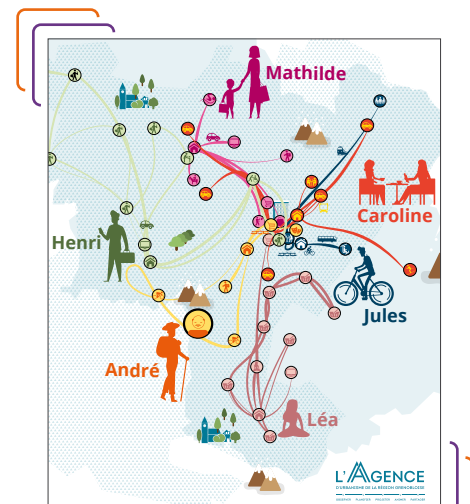 Mathilde
Caroline
Henri
Jules
André
Léa
L'AGENCE
D'URBANISME DE LA RÉGION GRENOBLOISE